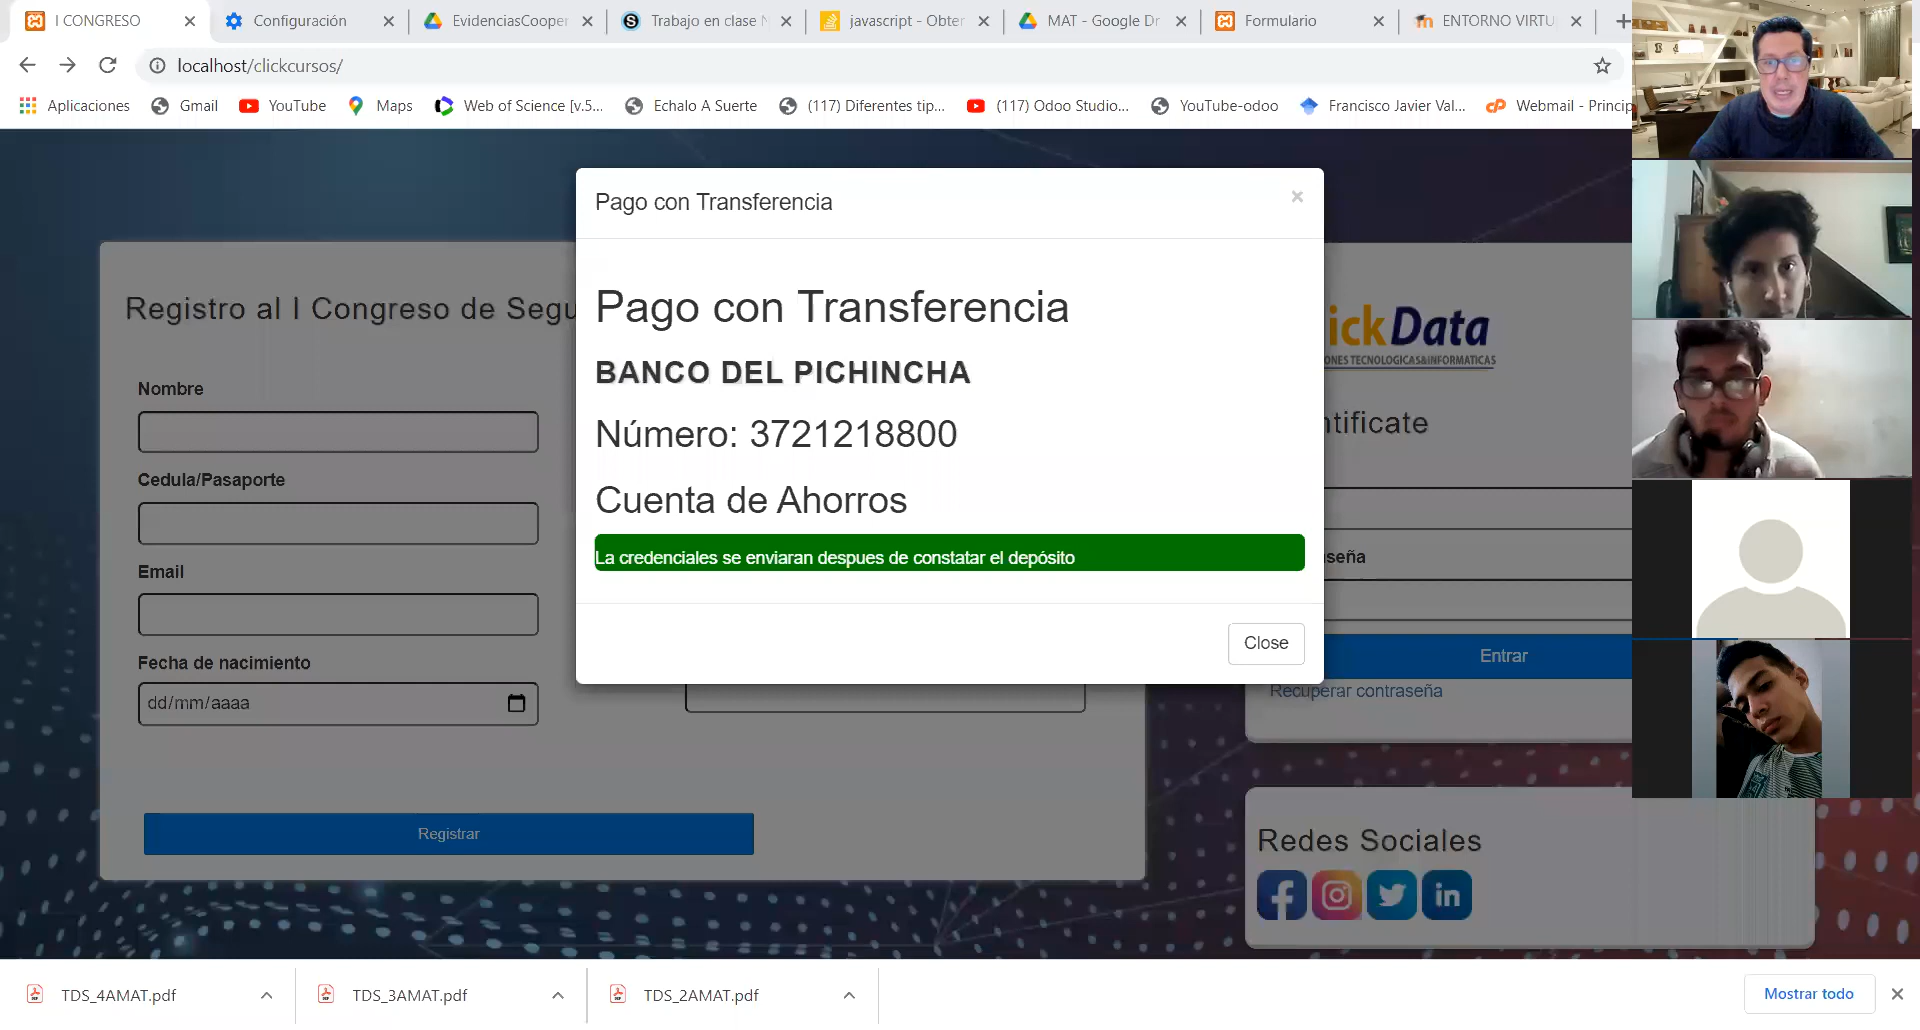 I CONGRESO
Configuración
EvidenciasCooper
Trabajo en clase N
javascript - Obter
MAT - Google Dr
Formulario
ENTORNO VIRTU
localhost/clickcursos/
Aplicaciones
Gmail
YouTube
Maps
Web of Science [v.5...
Echalo A Suerte
(117) Diferentes tip...
(117) Odoo Studio...
YouTube-odoo
Francisco Javier Val...
Webmail - Princip
Pago con Transferencia
×
Pago con Transferencia
BANCO DEL PICHINCHA
Número: 3721218800
Cuenta de Ahorros
La credenciales se enviaran despues de constatar el depósito
Close
Registro al I Congreso de Segu
Nombre
Cedula/Pasaporte
Email
Fecha de nacimiento
dd/mm/aaaa
Registrar
ickData
ONES TECNOLOGICAS&INFORMATICAS
ntificate
seña
Entrar
Recuperar contraseña
Redes Sociales
TDS_4AMAT.pdf
TDS_3AMAT.pdf
TDS_2AMAT.pdf
Mostrar todo